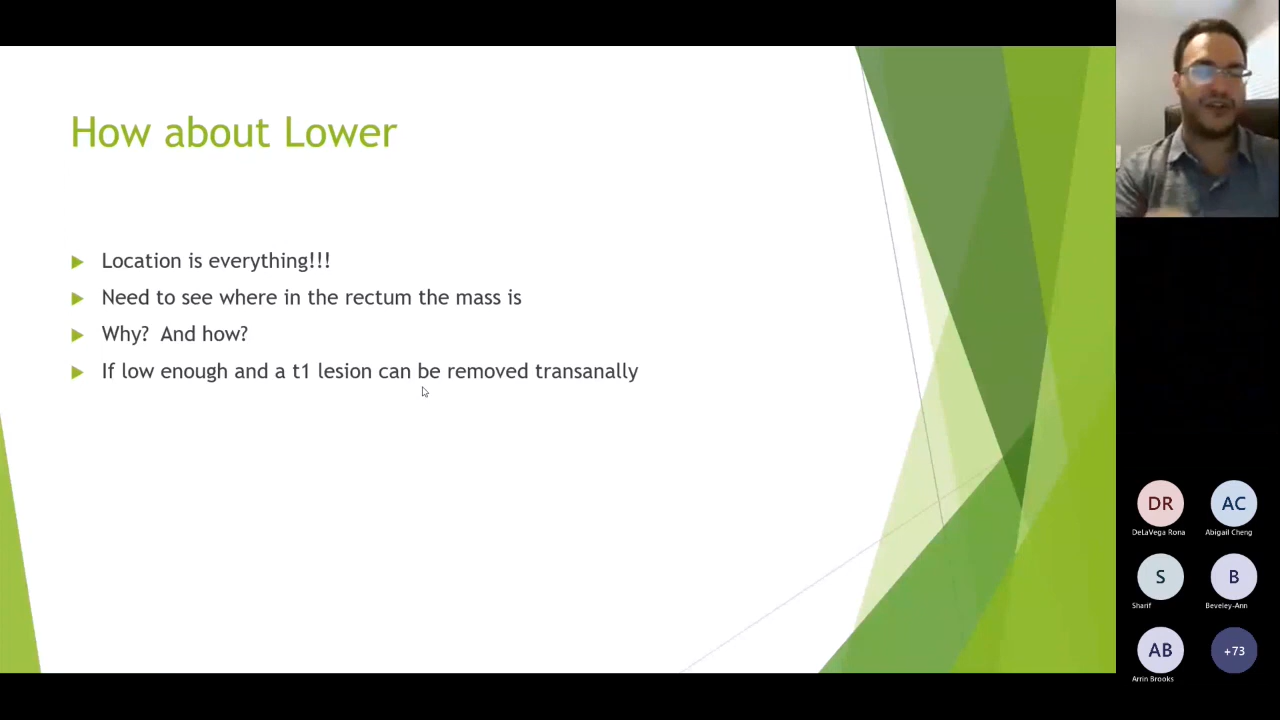 How about Lower
Location is everything!!!
Need to see where in the rectum the mass is
Why? And how?
If low enough and a t1 lesion can be removed transanally
DR
AC
DeLaVega Rona
Abigail Cheng
S
B
Sharif
Beveley-Ann
AB
+73
Arrin Brooks